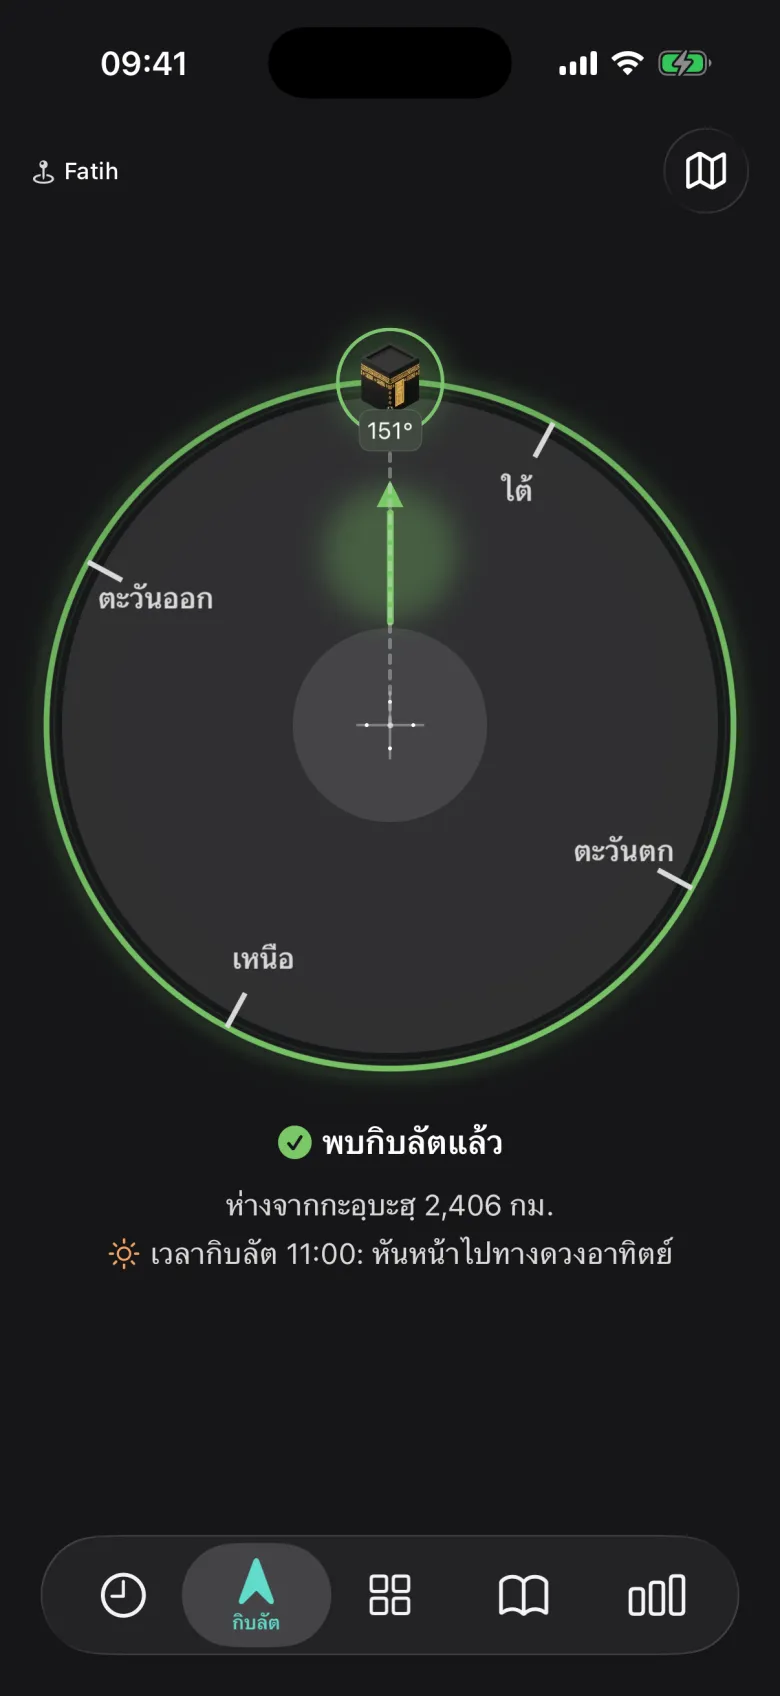 09:41
Fatih
151°
ใต้
ตะวันออก
ตะวันตก
เหนือ
พบกิบลัตแล้ว
ห่างจากกะอฺบะฮฺ 2,406 กม.
เวลากิบลัต 11:00: หันหน้าไปทางดวงอาทิตย์
กิบลัต